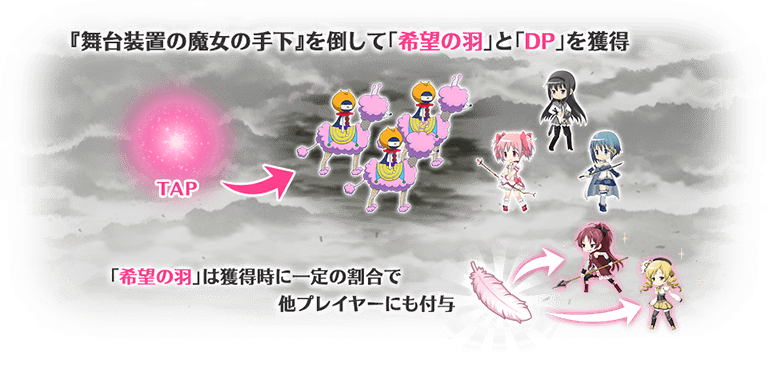 『舞台装置の魔女の手下』を倒して「希望の羽」と「DP」を獲得
TAP
「希望の羽」は獲得時に一定の割合で
他プレイヤーにも付与